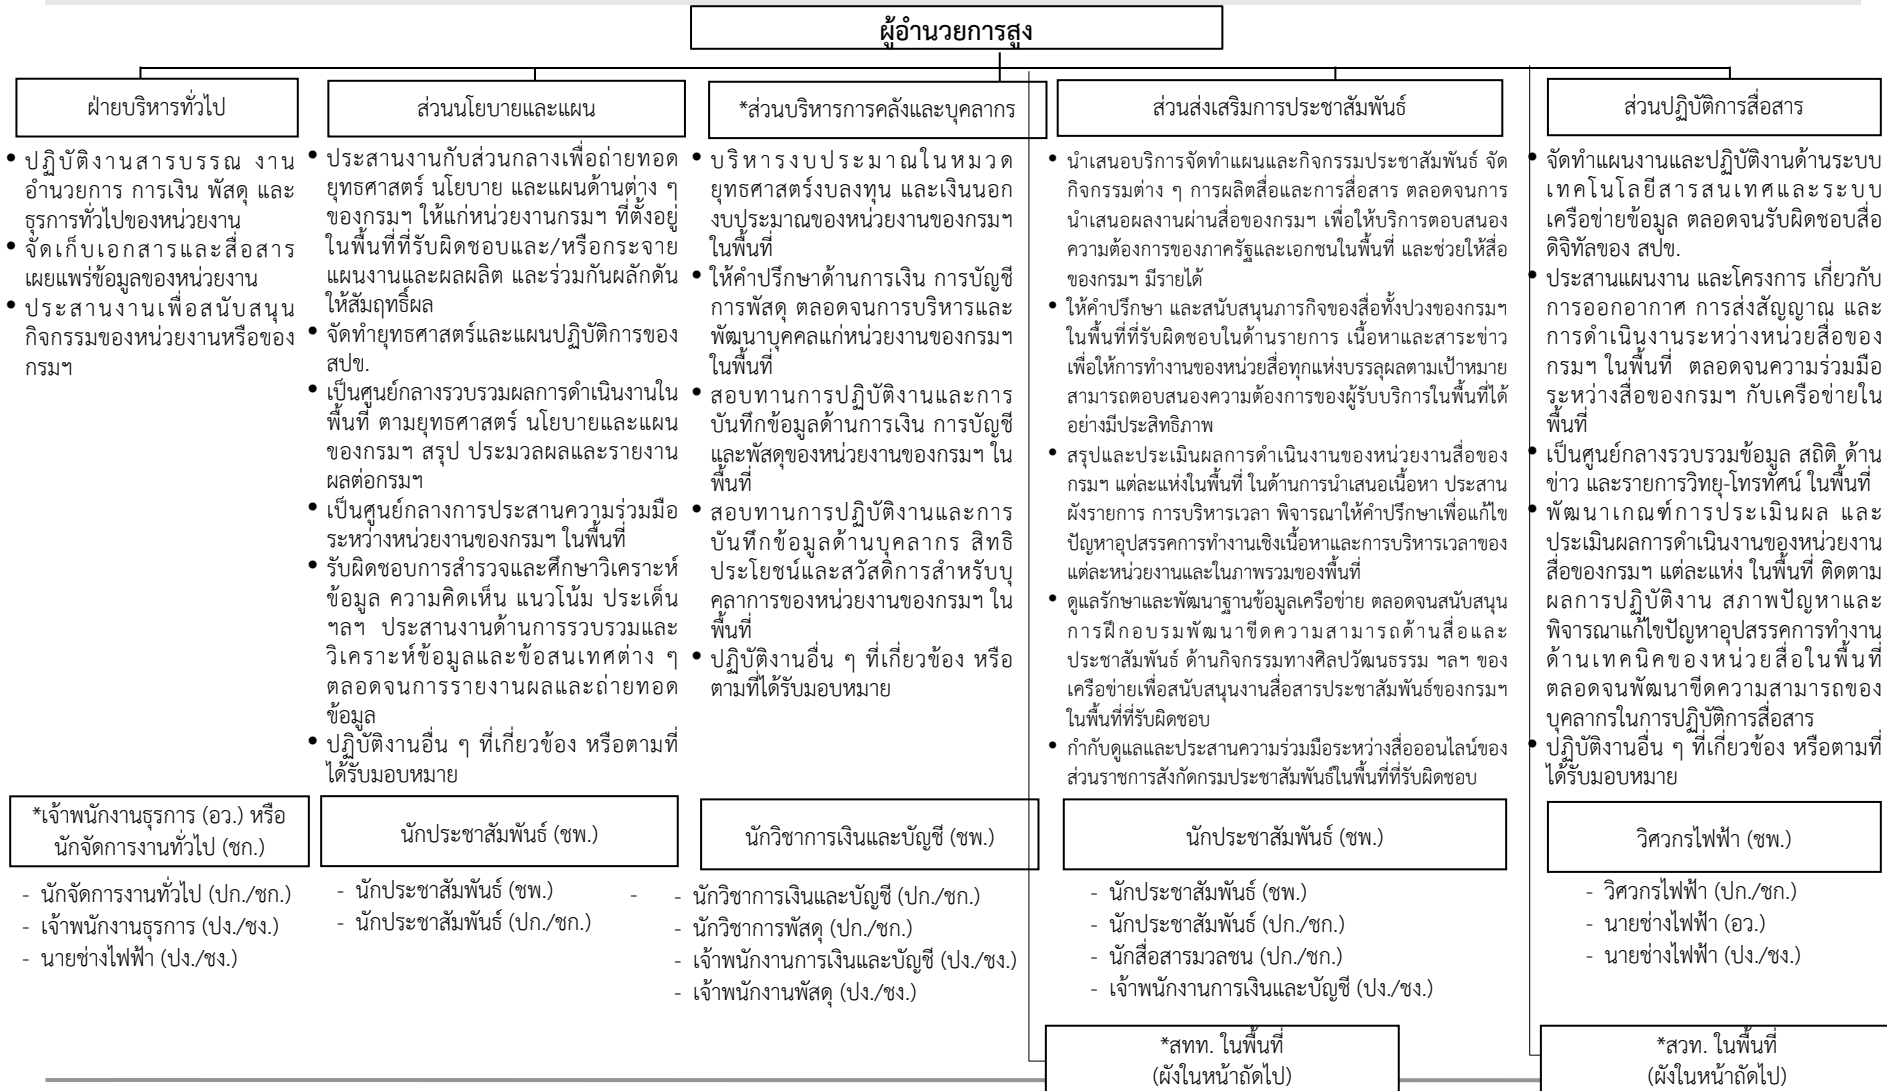 ผู้อำนวยการสูง
ฝ่ายบริหารทั่วไป
• ปฏิบัติงานสารบรรณ งาน
อำนวยการ การเงิน พัสดุ และ
ธุรการทั่วไปของหน่วยงาน
• จัดเก็บเอกสารและสื่อสาร
เผยแพร่ข้อมูลของหน่วยงาน
• ประสานงานเพื่อสนับสนุน
กิจกรรมของหน่วยงานหรือของ
กรมฯ
*เจ้าพนักงานธุรการ (อว.) หรือ
นักจัดการงานทั่วไป (ชก.)
- นักจัดการงานทั่วไป (ปก./ชก.)
- เจ้าพนักงานธุรการ (ปง./ชง.)
- นายช่างไฟฟ้า (ปง./ชง.)
ส่วนนโยบายและแผน
• ประสานงานกับส่วนกลางเพื่อถ่ายทอด
ยุทธศาสตร์ นโยบาย และแผนด้านต่าง ๆ
ของกรมฯ ให้แก่หน่วยงานกรมฯ ที่ตั้งอยู่
ในพื้นที่ที่รับผิดชอบและ/หรือกระจาย
แผนงานและผลผลิต และร่วมกันผลักดัน
ให้สัมฤทธิ์ผล
• จัดทำยุทธศาสตร์และแผนปฏิบัติการของ
สปข.
• เป็นศูนย์กลางรวบรวมผลการดำเนินงานใน
พื้นที่ ตามยุทธศาสตร์ นโยบายและแผน
ของกรมฯ สรุป ประมวลผลและรายงาน
ผลต่อกรมฯ
• เป็นศูนย์กลางการประสานความร่วมมือ
ระหว่างหน่วยงานของกรมฯ ในพื้นที่
• รับผิดชอบการสำรวจและศึกษาวิเคราะห์
ข้อมูล ความคิดเห็น แนวโน้ม ประเด็น
ฯลฯ ประสานงานด้านการรวบรวมและ
วิเคราะห์ข้อมูลและข้อสนเทศต่าง ๆ
ตลอดจนการรายงานผลและถ่ายทอด
ข้อมูล
• ปฏิบัติงานอื่น ๆ ที่เกี่ยวข้อง หรือตามที่
ได้รับมอบหมาย
นักประชาสัมพันธ์ (ชพ.)
- นักประชาสัมพันธ์ (ชพ.)
- นักประชาสัมพันธ์ (ปก./ชก.)
*ส่วนบริหารการคลังและบุคลากร
• บริหารงบประมาณในหมวด
ยุทธศาสตร์งบลงทุน และเงินนอก
งบประมาณของหน่วยงานของกรมฯ
ในพื้นที่
• ให้คำปรึกษาด้านการเงิน การบัญชี
การพัสดุ ตลอดจนการบริหารและ
พัฒนาบุคคลแก่หน่วยงานของกรมฯ
ในพื้นที่
• สอบทานการปฏิบัติงานและการ
บันทึกข้อมูลด้านการเงิน การบัญชี
และพัสดุของหน่วยงานของกรมฯ ใน
พื้นที่
• สอบทานการปฏิบัติงานและการ
บันทึกข้อมูลด้านบุคลากร สิทธิ
ประโยชน์และสวัสดิการสำหรับบุ
คลาการของหน่วยงานของกรมฯ ใน
พื้นที่
• ปฏิบัติงานอื่น ๆ ที่เกี่ยวข้อง หรือ
ตามที่ได้รับมอบหมาย
นักวิชาการเงินและบัญชี (ชพ.)
- - นักวิชาการเงินและบัญชี (ปก./ชก.)
- นักวิชาการพัสดุ (ปก./ชก.)
- เจ้าพนักงานการเงินและบัญชี (ปง./ชง.)
- เจ้าพนักงานพัสดุ (ปง./ชง.)
ส่วนส่งเสริมการประชาสัมพันธ์
• นำเสนอบริการจัดทำแผนและกิจกรรมประชาสัมพันธ์ จัด
กิจกรรมต่าง ๆ การผลิตสื่อและการสื่อสาร ตลอดจนการ
นำเสนอผลงานผ่านสื่อของกรมฯ เพื่อให้บริการตอบสนอง
ความต้องการของภาครัฐและเอกชนในพื้นที่ และช่วยให้สื่อ
ของกรมฯ มีรายได้
• ให้คำปรึกษา และสนับสนุนภารกิจของสื่อทั้งปวงของกรมฯ
ในพื้นที่ที่รับผิดชอบในด้านรายการ เนื้อหาและสาระข่าว
เพื่อให้การทำงานของหน่วยสื่อทุกแห่งบรรลุผลตามเป้าหมาย
สามารถตอบสนองความต้องการของผู้รับบริการในพื้นที่ได้
อย่างมีประสิทธิภาพ
• สรุปและประเมินผลการดำเนินงานของหน่วยงานสื่อของ
กรมฯ แต่ละแห่งในพื้นที่ ในด้านการนำเสนอเนื้อหา ประสาน
ผังรายการ การบริหารเวลา พิจารณาให้คำปรึกษาเพื่อแก้ไข
ปัญหาอุปสรรคการทำงานเชิงเนื้อหาและการบริหารเวลาของ
แต่ละหน่วยงานและในภาพรวมของพื้นที่
• ดูแลรักษาและพัฒนาฐานข้อมูลเครือข่าย ตลอดจนสนับสนุน
การฝึกอบรมพัฒนาขีดความสามารถด้านสื่อและ
ประชาสัมพันธ์ ด้านกิจกรรมทางศิลปวัฒนธรรม ฯลฯ ของ
เครือข่ายเพื่อสนับสนุนงานสื่อสารประชาสัมพันธ์ของกรมฯ
ในพื้นที่ที่รับผิดชอบ
• กำกับดูแลและประสานความร่วมมือระหว่างสื่อออนไลน์ของ
ส่วนราชการสังกัดกรมประชาสัมพันธ์ในพื้นที่ที่รับผิดชอบ
นักประชาสัมพันธ์ (ชพ.)
- นักประชาสัมพันธ์ (ชพ.)
- นักประชาสัมพันธ์ (ปก./ชก.)
- นักสื่อสารมวลชน (ปก./ชก.)
- เจ้าพนักงานการเงินและบัญชี (ปง./ชง.)
*สทท. ในพื้นที่
(ผังในหน้าถัดไป)
ส่วนปฏิบัติการสื่อสาร
• จัดทำแผนงานและปฏิบัติงานด้านระบบ
เทคโนโลยีสารสนเทศและระบบ
เครือข่ายข้อมูล ตลอดจนรับผิดชอบสื่อ
ดิจิทัลของ สปข.
• ประสานแผนงาน และโครงการ เกี่ยวกับ
การออกอากาศ การส่งสัญญาณ และ
การดำเนินงานระหว่างหน่วยสื่อของ
กรมฯ ในพื้นที่ ตลอดจนความร่วมมือ
ระหว่างสื่อของกรมฯ กับเครือข่ายใน
พื้นที่
• เป็นศูนย์กลางรวบรวมข้อมูล สถิติ ด้าน
ข่าว และรายการวิทยุ-โทรทัศน์ ในพื้นที่
• พัฒนาเกณฑ์การประเมินผล และ
ประเมินผลการดำเนินงานของหน่วยงาน
สื่อของกรมฯ แต่ละแห่ง ในพื้นที่ ติดตาม
ผลการปฏิบัติงาน สภาพปัญหาและ
พิจารณาแก้ไขปัญหาอุปสรรคการทำงาน
ด้านเทคนิคของหน่วยสื่อในพื้นที่
ตลอดจนพัฒนาขีดความสามารถของ
บุคลากรในการปฏิบัติการสื่อสาร
• ปฏิบัติงานอื่น ๆ ที่เกี่ยวข้อง หรือตามที่
ได้รับมอบหมาย
วิศวกรไฟฟ้า (ชพ.)
- วิศวกรไฟฟ้า (ปก./ชก.)
- นายช่างไฟฟ้า (อว.)
- นายช่างไฟฟ้า (ปง./ชง.)
*สวท. ในพื้นที่
(ผังในหน้าถัดไป)